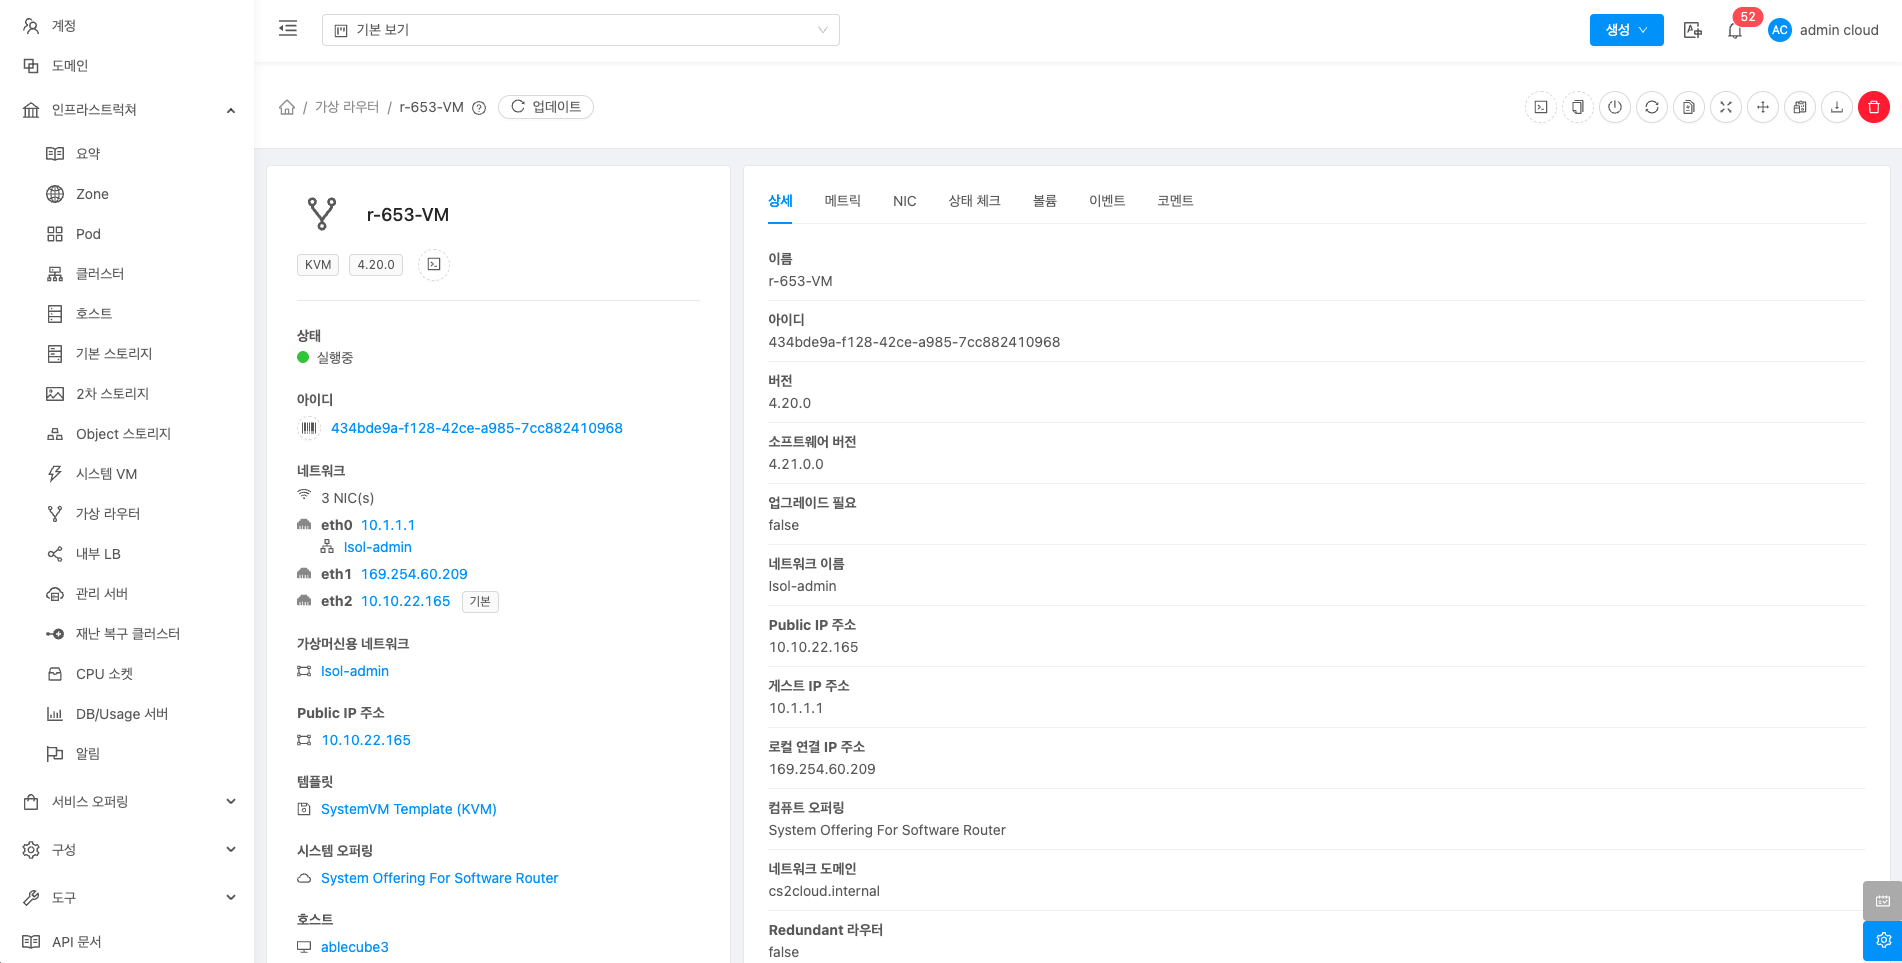 계정
도메인
인프라스트럭쳐
요약
Zone
Pod
클러스터
호스트
기본 스토리지
2차 스토리지
Object 스토리지
시스템 VM
가상 라우터
내부 LB
관리 서버
재난 복구 클러스터
CPU 소켓
DB/Usage 서버
알림
서비스 오퍼링
구성
도구
API 문서
기본 보기
생성
52
AC
admin cloud
/ 가상 라우터 / r-653-VM
업데이트
r-653-VM
KVM
4.20.0
상태
실행중
아이디
434bde9a-f128-42ce-a985-7cc882410968
네트워크
3 NIC(s)
eth0 10.1.1.1
Isol-admin
eth1 169.254.60.209
eth2 10.10.22.165 기본
가상머신용 네트워크
Isol-admin
Public IP 주소
10.10.22.165
템플릿
SystemVM Template (KVM)
시스템 오퍼링
System Offering For Software Router
호스트
ablecube3
상세 메트릭 NIC 상태 체크 볼륨 이벤트 코멘트
이름
r-653-VM
아이디
434bde9a-f128-42ce-a985-7cc882410968
버전
4.20.0
소프트웨어 버전
4.21.0.0
업그레이드 필요
false
네트워크 이름
Isol-admin
Public IP 주소
10.10.22.165
게스트 IP 주소
10.1.1.1
로컬 연결 IP 주소
169.254.60.209
컴퓨트 오퍼링
System Offering For Software Router
네트워크 도메인
cs2cloud.internal
Redundant 라우터
false